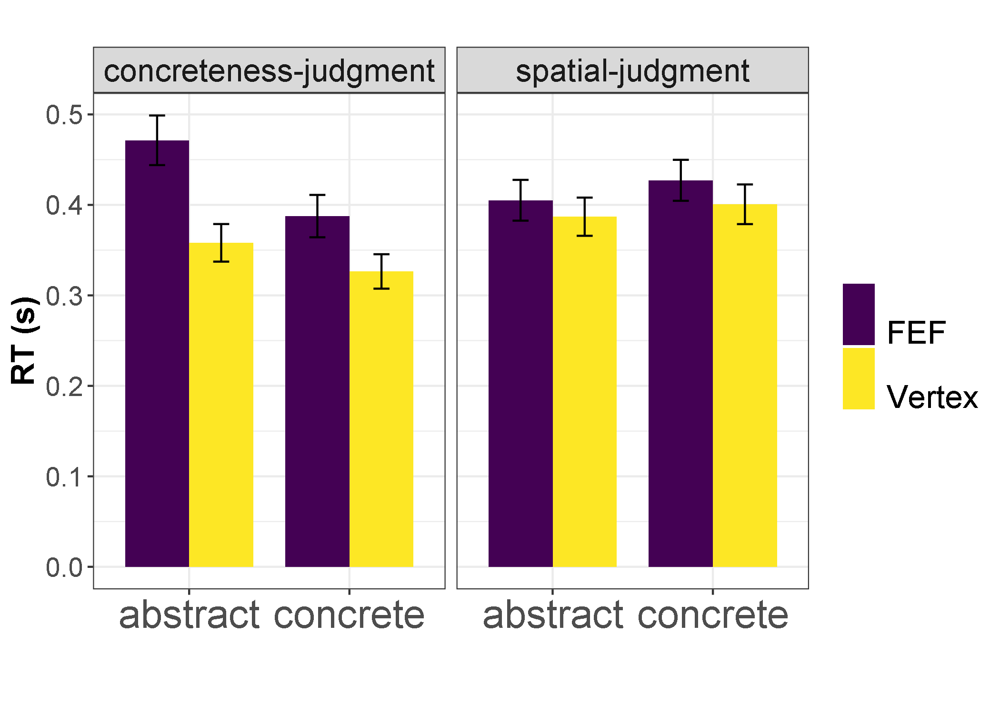 concreteness-judgment
spatial-judgment
RT (s)
0.5
0.4
0.3
0.2
0.1
0.0
abstract concrete
abstract concrete
FEF
Vertex